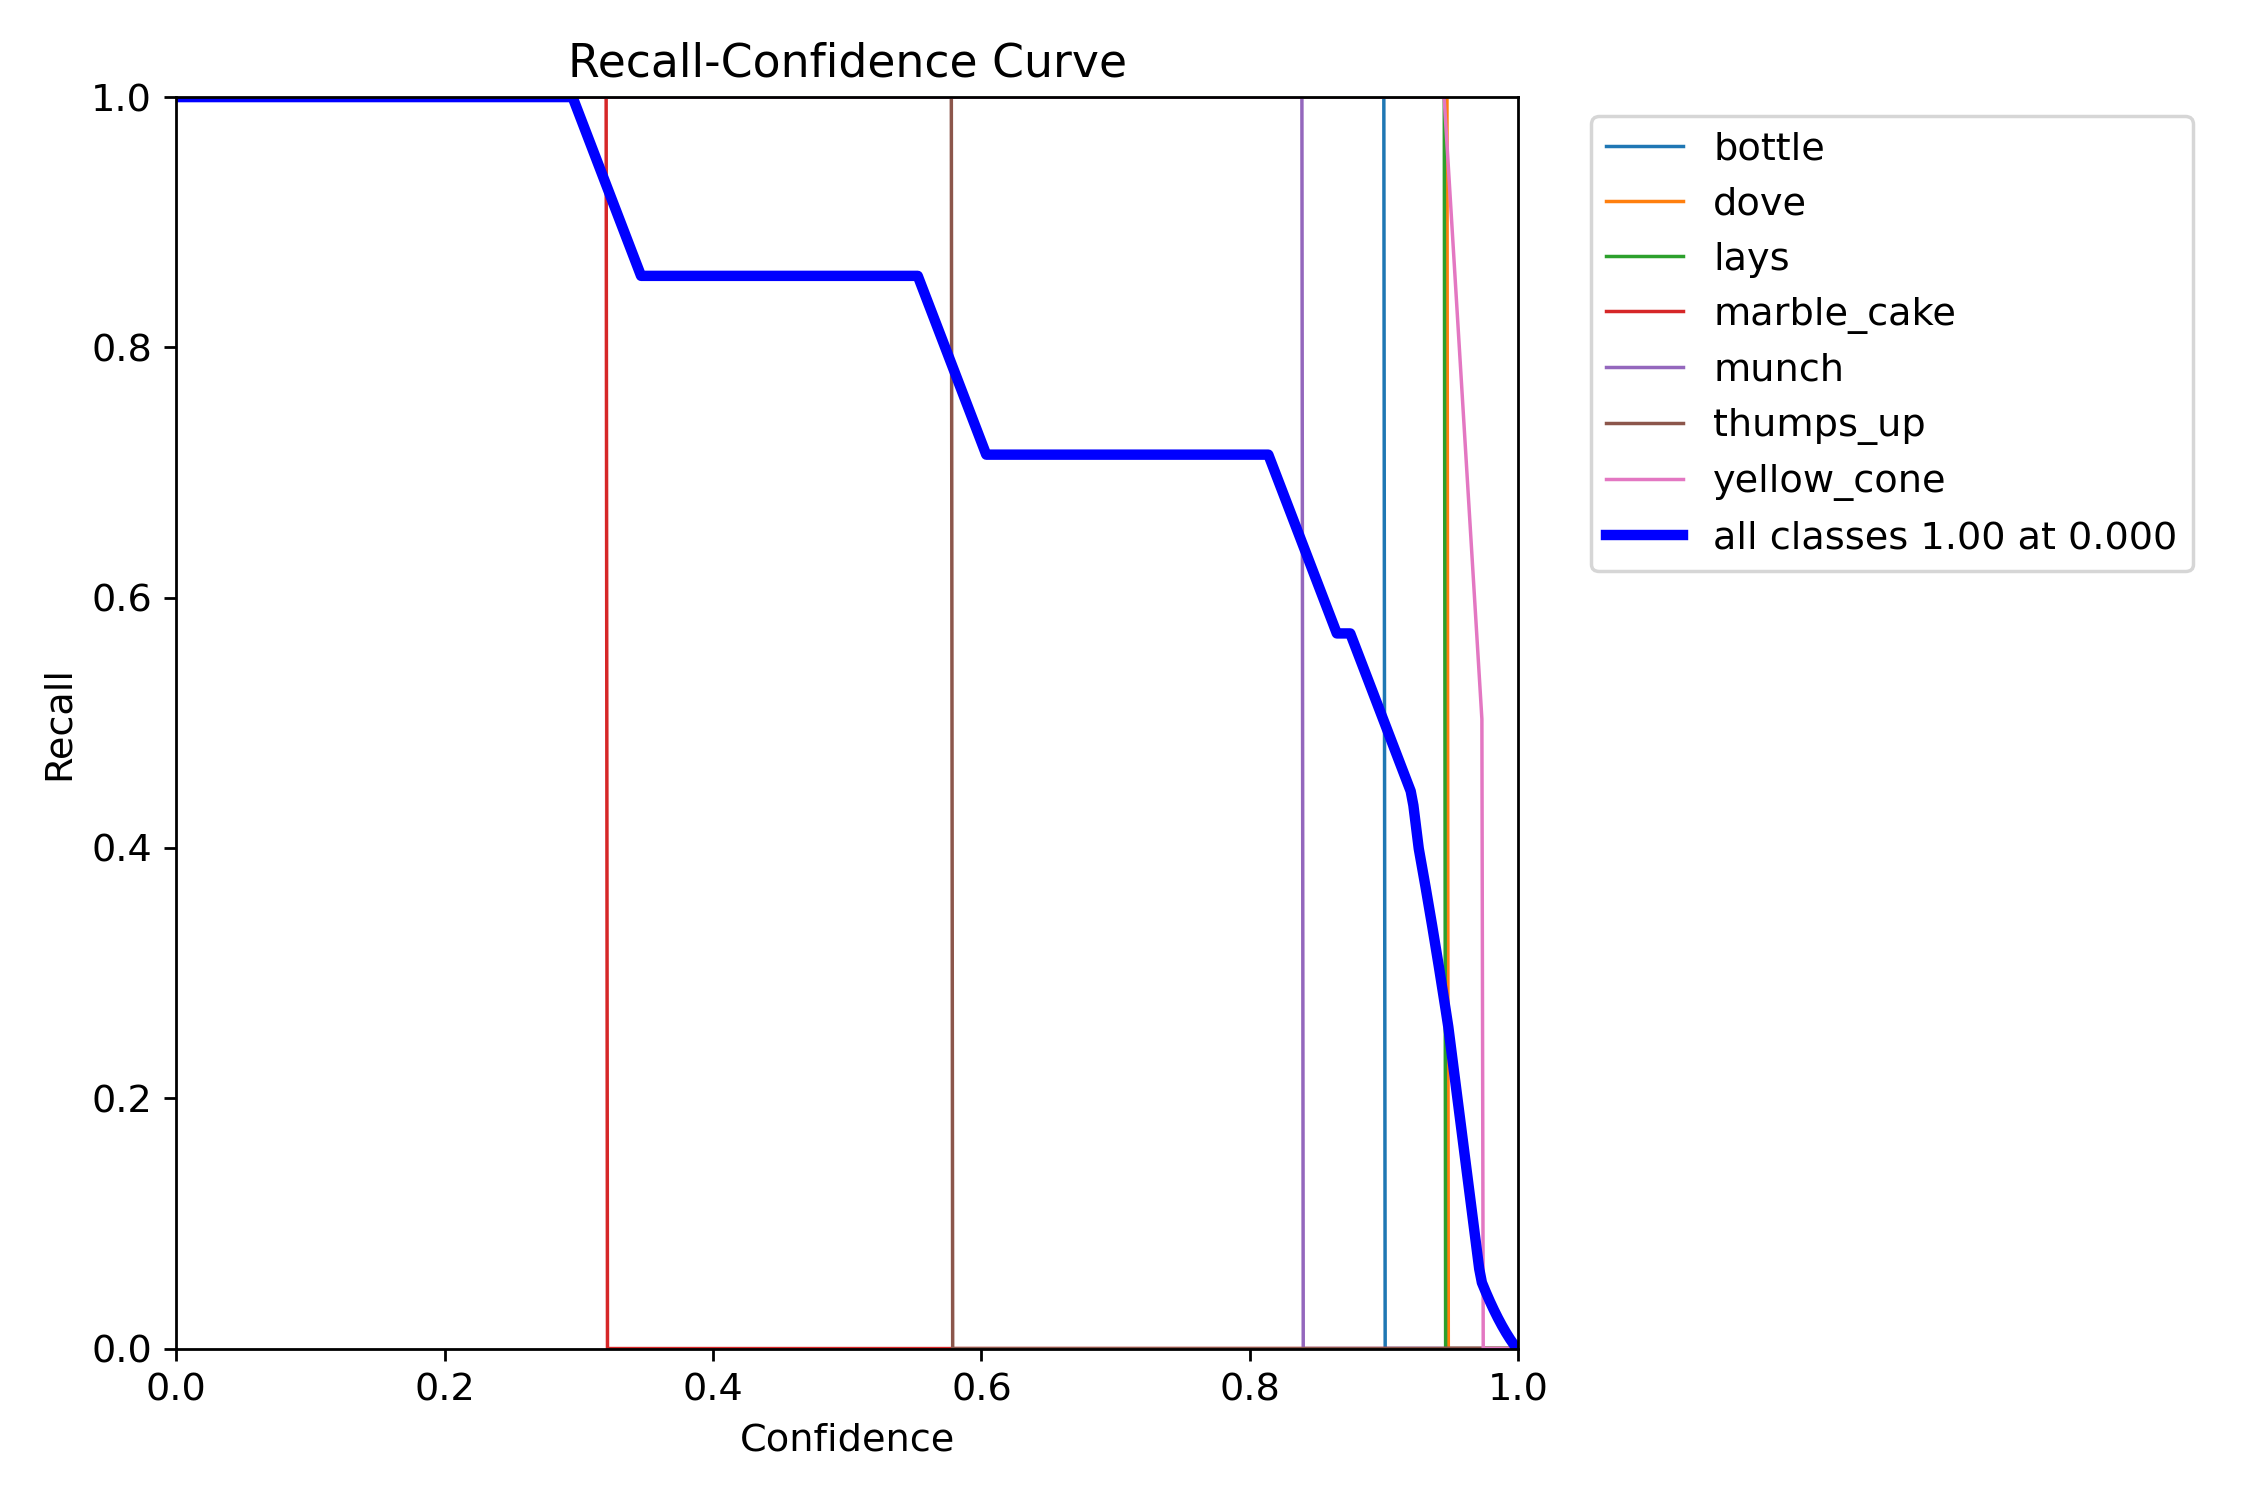 Recall-Confidence Curve
1.0
0.8
0.6
0.4
0.2
0.0
Recall
0.0 0.2 0.4 0.6 0.8 1.0
Confidence
bottle
dove
lays
marble_cake
munch
thumps_up
yellow_cone
all classes 1.00 at 0.000